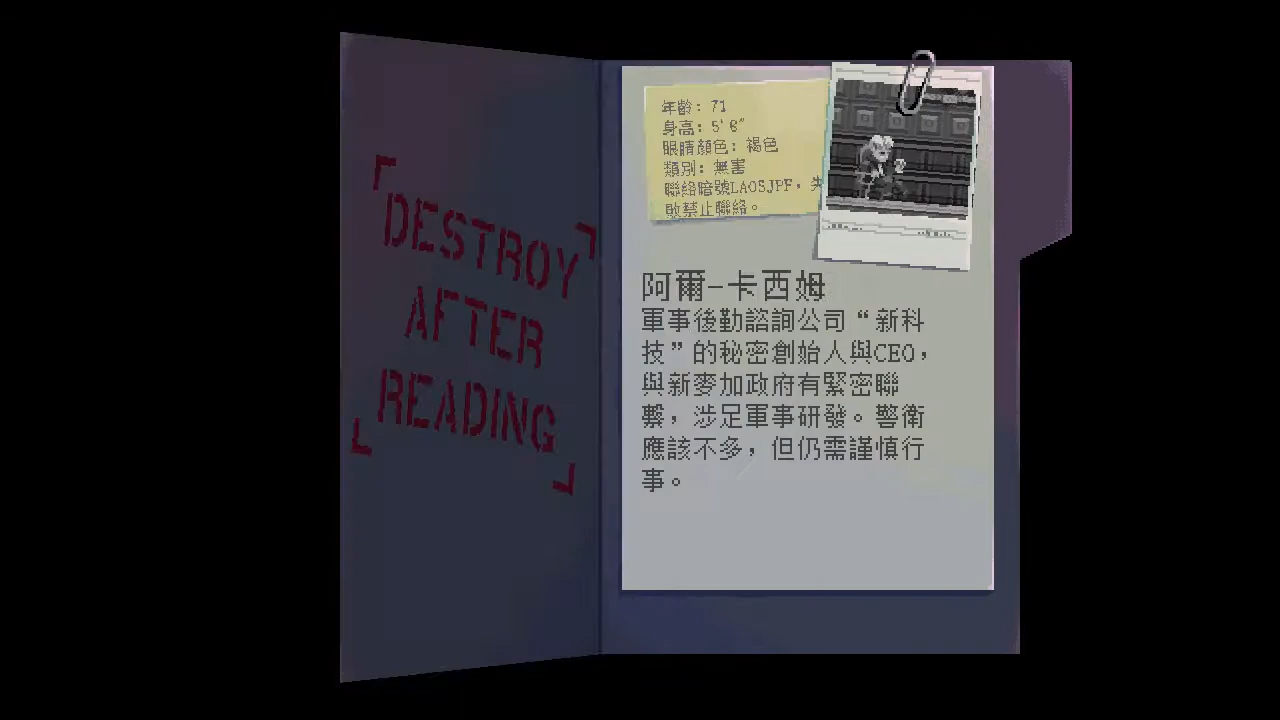 DESTROY
AFTER
READING
年齡: 71
身高: 5'6"
眼睛顏色: 褐色
類別: 無害
聯絡暗號LAOSJPF，失
敗禁止聯絡。
阿爾-卡西姆
軍事後勤諮詢公司“新科
技”的秘密創始人與CEO，
與新麥加政府有緊密聯
繫，涉足軍事研發。警衛
應該不多，但仍需謹慎行
事。